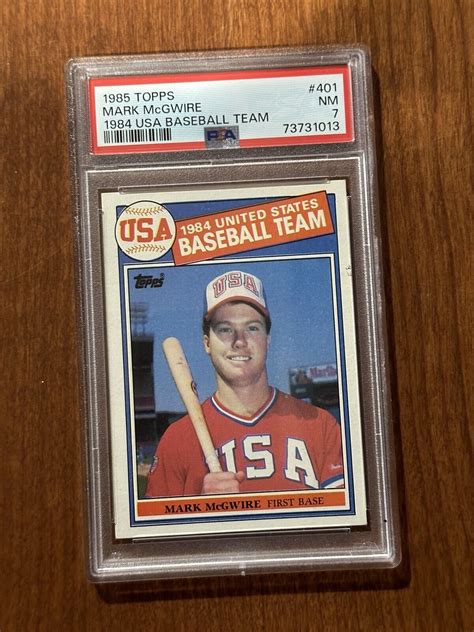 1985 TOPPS #401
MARK McGWIRE NM
1984 USA BASEBALL TEAM PSA 7
73731013
USA
1984 UNITED STATES
BASEBALL TEAM
Topps
USA
USA
MARK McGWIRE FIRST BASE